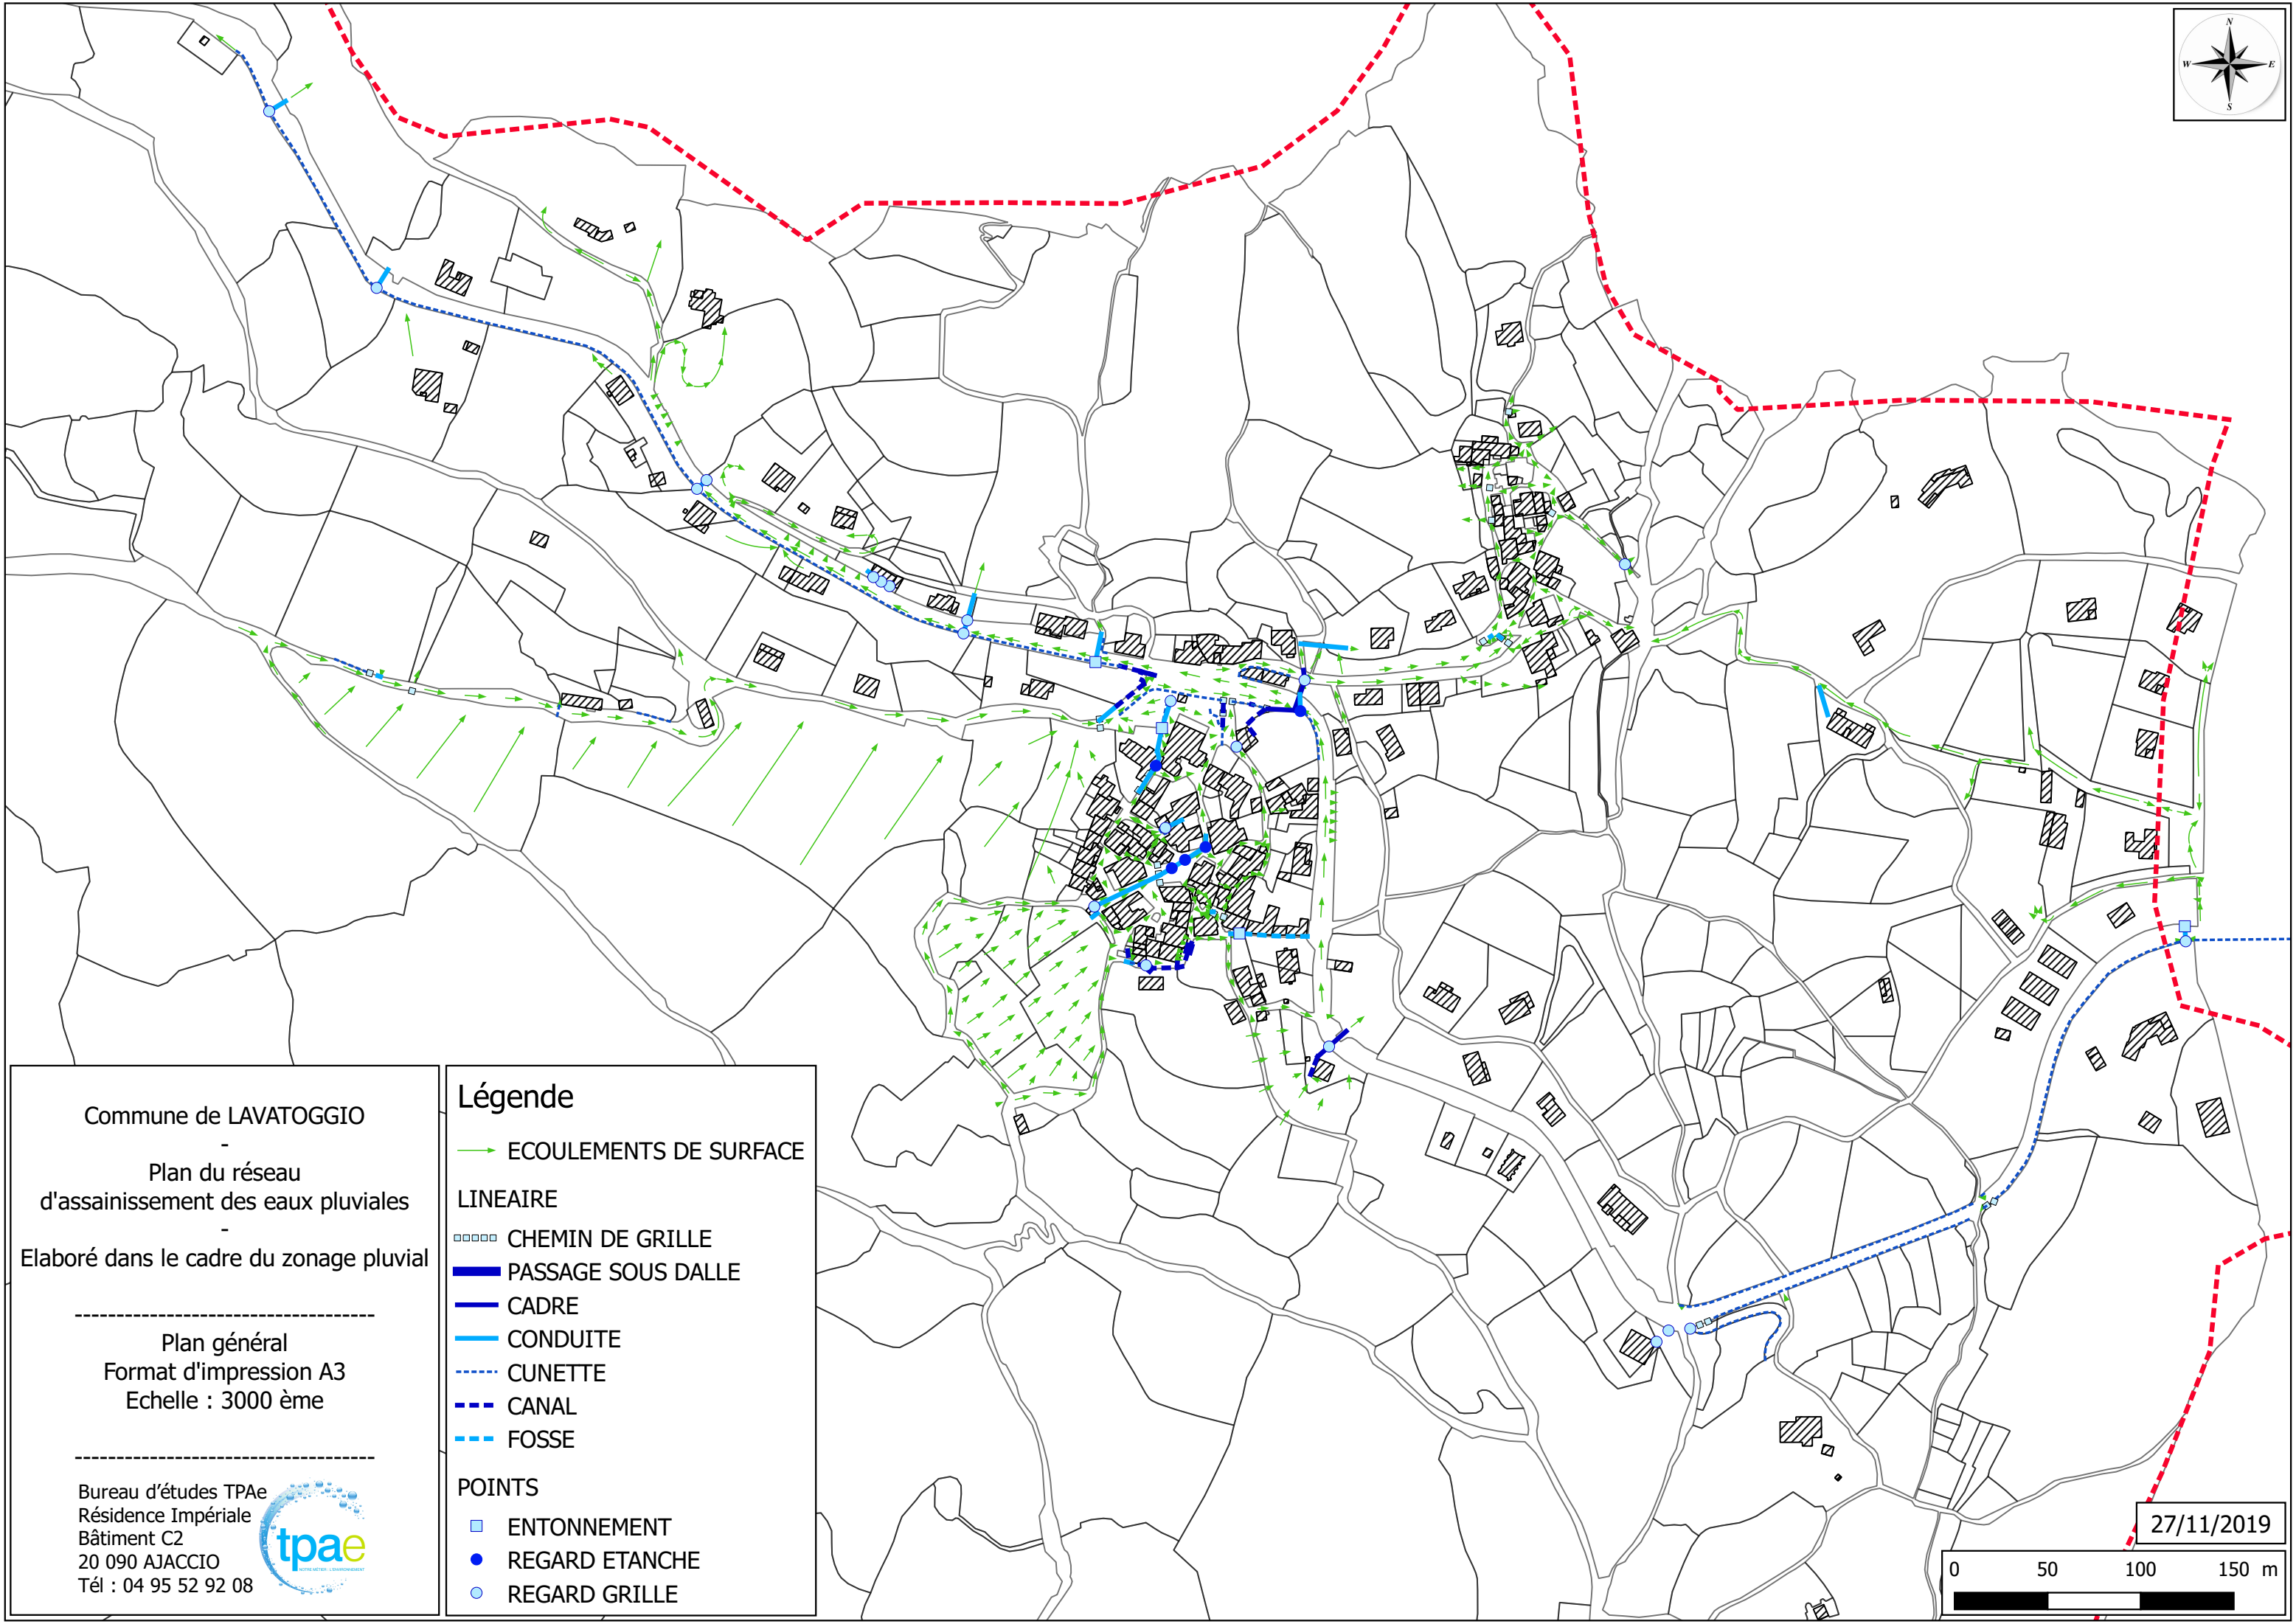 N
W
E
S
Commune de LAVATOGGIO
-
Plan du réseau
d'assainissement des eaux pluviales
-
Elaboré dans le cadre du zonage pluvial
------------------------------------
Plan général
Format d'impression A3
Echelle : 3000 ème
------------------------------------
Bureau d'études TPAe
Résidence Impériale
Bâtiment C2
20 090 AJACCIO
Tél : 04 95 52 92 08
tpae
Légende
ECOULEMENTS DE SURFACE
LINEAIRE
CHEMIN DE GRILLE
PASSAGE SOUS DALLE
CADRE
CONDUITE
CUNETTE
CANAL
FOSSE
POINTS
ENTONNEMENT
REGARD ETANCHE
REGARD GRILLE
27/11/2019
0 50 100 150 m